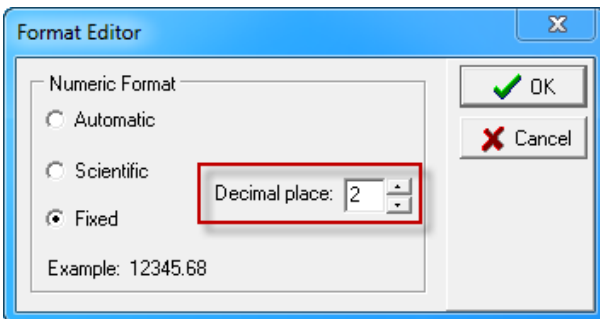 Format Editor
Numeric Format
Automatic
Scientific
Fixed
Decimal place: 2
Example: 12345.68
OK
Cancel